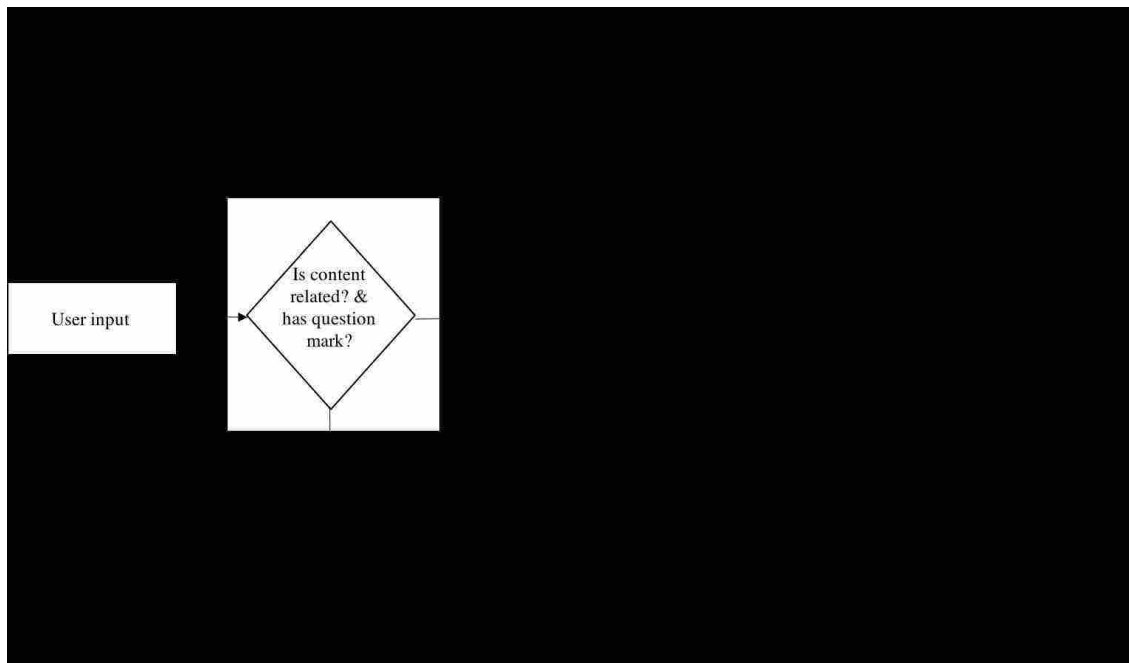 User input
Is content
related? &
has question
mark?